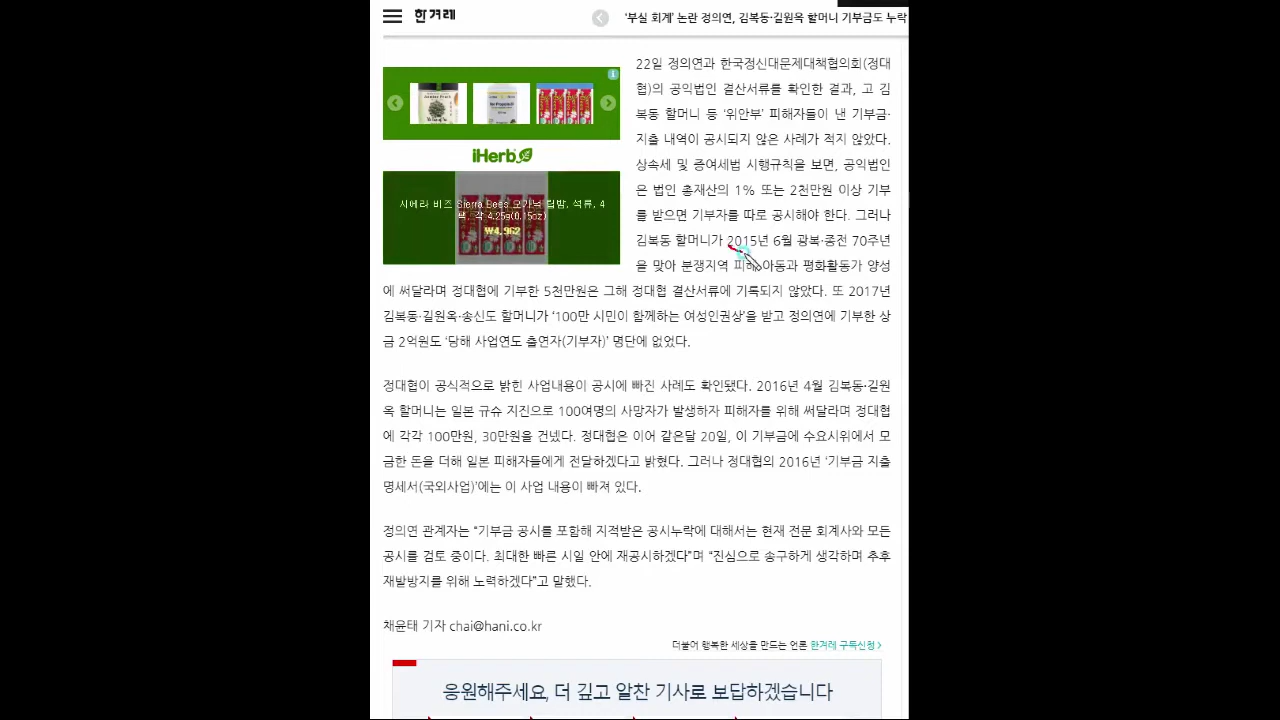 한겨레
'부실 회계' 논란 정의연, 김복동·길원옥 할머니 기부금도 누락
22일 정의연과 한국정신대문제대책협의회(정대
협)의 공익법인 결산서류를 확인한 결과, 고 김
복동 할머니 등 ‘위안부’ 피해자들이 낸 기부금·
지출 내역이 공시되지 않은 사례가 적지 않았다.
상속세 및 증여세법 시행규칙을 보면, 공익법인
은 법인 총재산의 1% 또는 2천만원 이상 기부
를 받으면 기부자를 따로 공시해야 한다. 그러나
김복동 할머니가 2015년 6월 광복·종전 70주년
을 맞아 분쟁지역 피해 아동과 평화활동가 양성
에 써달라며 정대협에 기부한 5천만원은 그해 정대협 결산서류에 기록되지 않았다. 또 2017년
김복동·길원옥·송신도 할머니가 ‘100만 시민이 함께하는 여성인권상’을 받고 정의연에 기부한 상
금 2억원도 ‘당해 사업연도 출연자(기부자)’ 명단에 없었다.
iHerb
시에라 비즈 Sierra Bees 오가닉 립밤, 석류, 4
팩, 각 4.25g(0.15oz)
₩4,962
정대협이 공식적으로 밝힌 사업내용이 공시에 빠진 사례도 확인됐다. 2016년 4월 김복동·길원
옥 할머니는 일본 규슈 지진으로 100여명의 사망자가 발생하자 피해자를 위해 써달라며 정대협
에 각각 100만원, 30만원을 건넸다. 정대협은 이어 같은달 20일, 이 기부금에 수요시위에서 모
금한 돈을 더해 일본 피해자들에게 전달하겠다고 밝혔다. 그러나 정대협의 2016년 ‘기부금 지출
명세서(국외사업)’에는 이 사업 내용이 빠져 있다.
정의연 관계자는 “기부금 공시를 포함해 지적받은 공시누락에 대해서는 현재 전문 회계사와 모든
공시를 검토 중이다. 최대한 빠른 시일 안에 재공시하겠다”며 “진심으로 송구하게 생각하며 추후
재발방지를 위해 노력하겠다”고 말했다.
채윤태 기자 chai@hani.co.kr
더불어 행복한 세상을 만드는 언론 한겨레 구독신청 >
응원해주세요, 더 깊고 알찬 기사로 보답하겠습니다